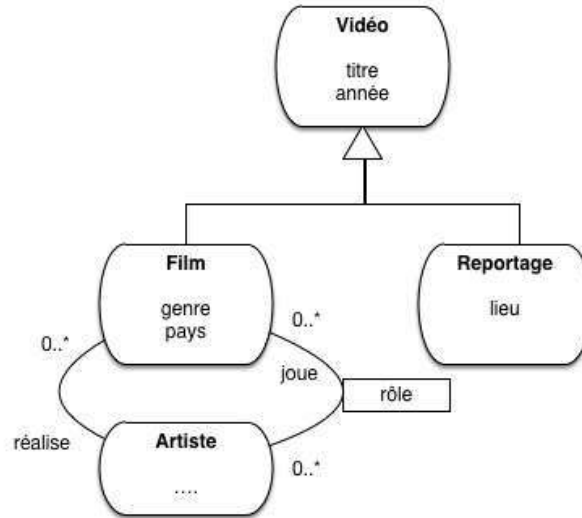 Vidéo
titre
année
Film
genre
pays
Reportage
lieu
0..*
0..*
joue
rôle
réalise
Artiste
....
0..*